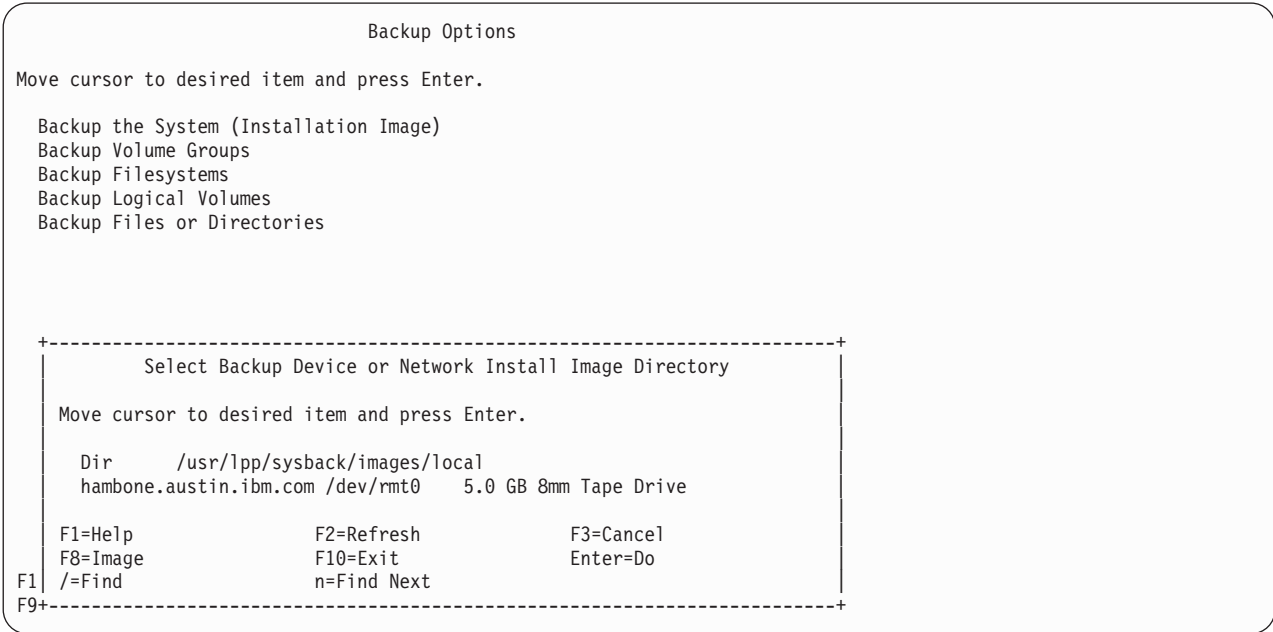 Backup Options
Move cursor to desired item and press Enter.
Backup the System (Installation Image)
Backup Volume Groups
Backup Filesystems
Backup Logical Volumes
Backup Files or Directories
Select Backup Device or Network Install Image Directory
Move cursor to desired item and press Enter.
Dir /usr/lpp/sysback/images/local
hambone.austin.ibm.com /dev/rmt0 5.0 GB 8mm Tape Drive
F1=Help F2=Refresh F3=Cancel
F8=Image F10=Exit Enter=Do
F1 /=Find n=Find Next
F9